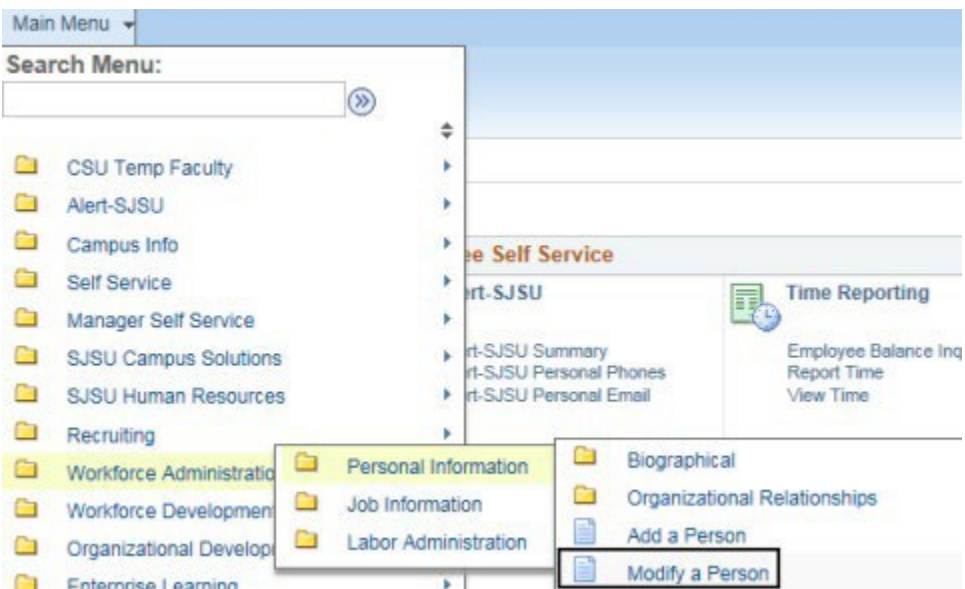 Main Menu
Search Menu:
CSU Temp Faculty
Alert-SJSU
Campus Info
Self Service
Manager Self Service
SJSU Campus Solutions
SJSU Human Resources
Recruiting
Workforce Administratio
Workforce Developmen
Organizational Develop
Enterprise Learning
Personal Information
Job Information
Labor Administration
Biographical
Organizational Relationships
Add a Person
Modify a Person
ee Self Service
ert-SJSU
rt-SJSU Summary
rt-SJSU Personal Phones
rt-SJSU Personal Email
Time Reporting
Employee Balance Inq
Report Time
View Time